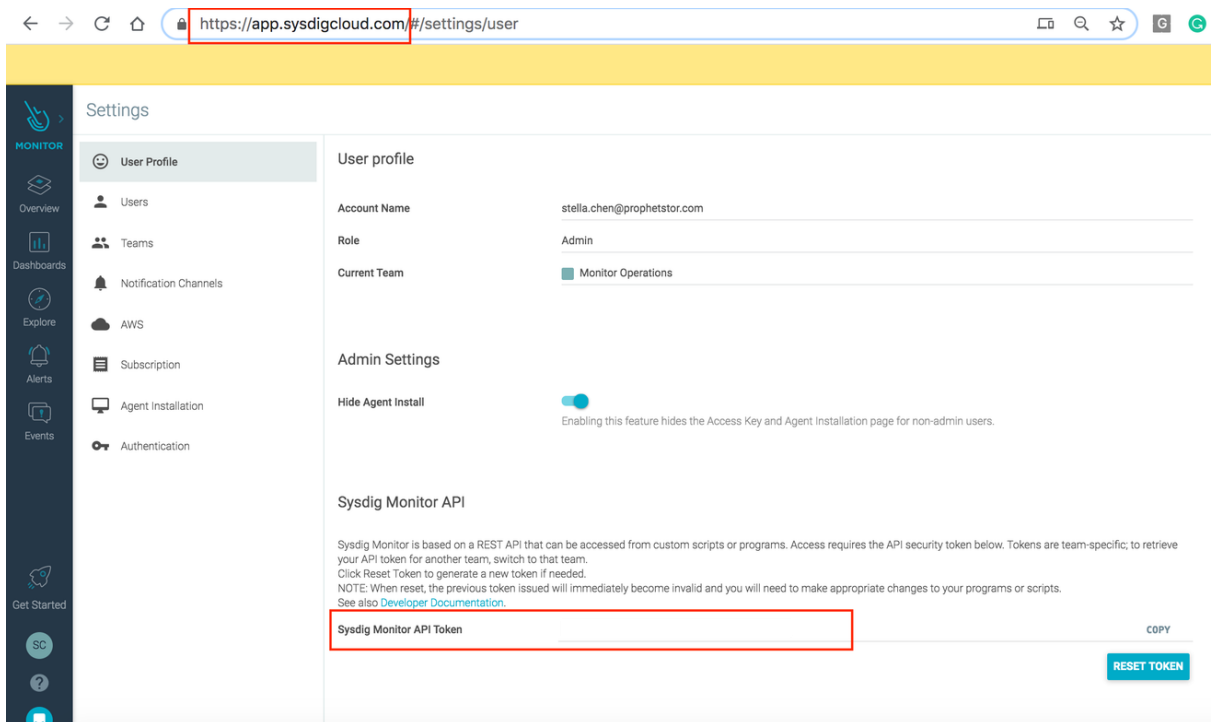 https://app.sysdigcloud.com/#/settings/user
G
G
MONITOR
Overview
Dashboards
Explore
Alerts
Events
Get Started
SC
?
Settings
User Profile
Users
Teams
Notification Channels
AWS
Subscription
Agent Installation
Authentication
User profile
Account Name stella.chen@prophetstor.com
Role Admin
Current Team Monitor Operations
Admin Settings
Hide Agent Install
Enabling this feature hides the Access Key and Agent Installation page for non-admin users.
Sysdig Monitor API
Sysdig Monitor is based on a REST API that can be accessed from custom scripts or programs. Access requires the API security token below. Tokens are team-specific; to retrieve
your API token for another team, switch to that team.
Click Reset Token to generate a new token if needed.
NOTE: When reset, the previous token issued will immediately become invalid and you will need to make appropriate changes to your programs or scripts.
See also Developer Documentation.
Sysdig Monitor API Token COPY
RESET TOKEN